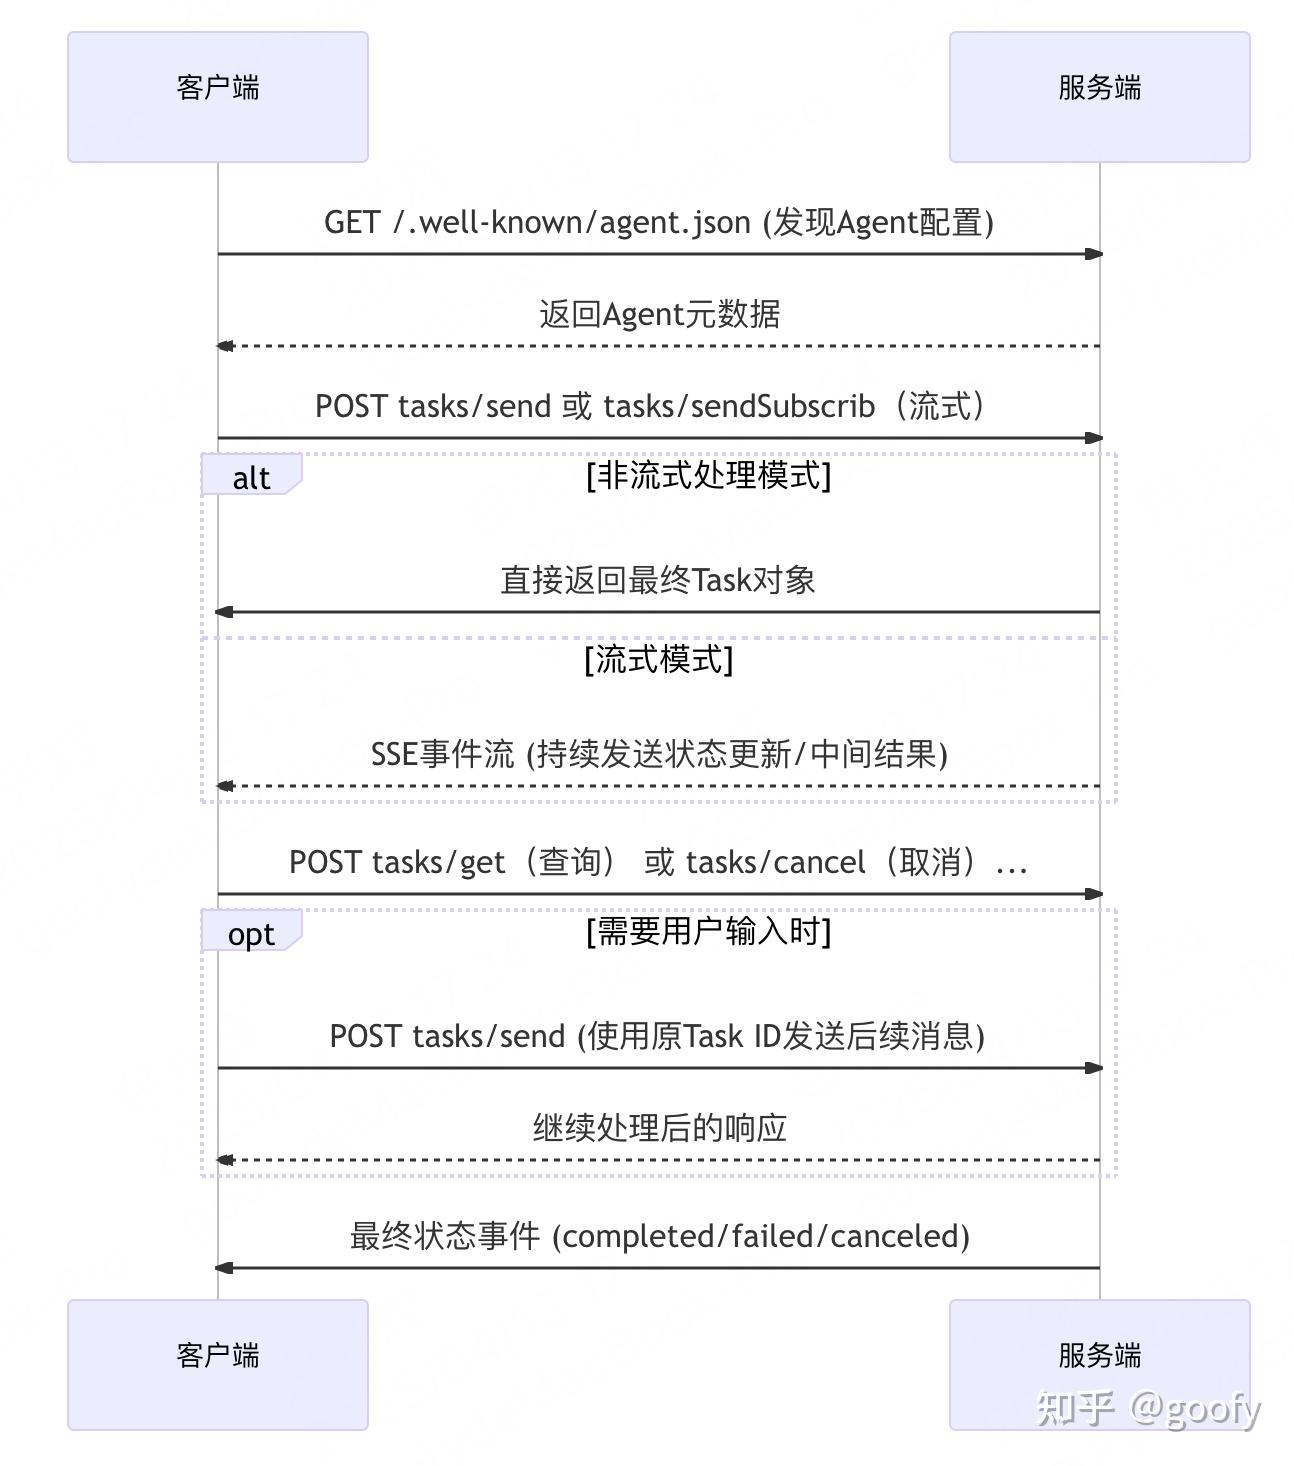 客户端
服务端
GET /.well-known/agent.json (发现Agent配置)
返回Agent元数据
POST tasks/send 或 tasks/sendSubscrib（流式）
alt
[非流式处理模式]
直接返回最终Task对象
[流式模式]
SSE事件流 (持续发送状态更新/中间结果)
POST tasks/get（查询） 或 tasks/cancel（取消）...
opt
[需要用户输入时]
POST tasks/send (使用原Task ID发送后续消息)
继续处理后的响应
最终状态事件 (completed/failed/canceled)
客户端
服务端
知乎 @goofy